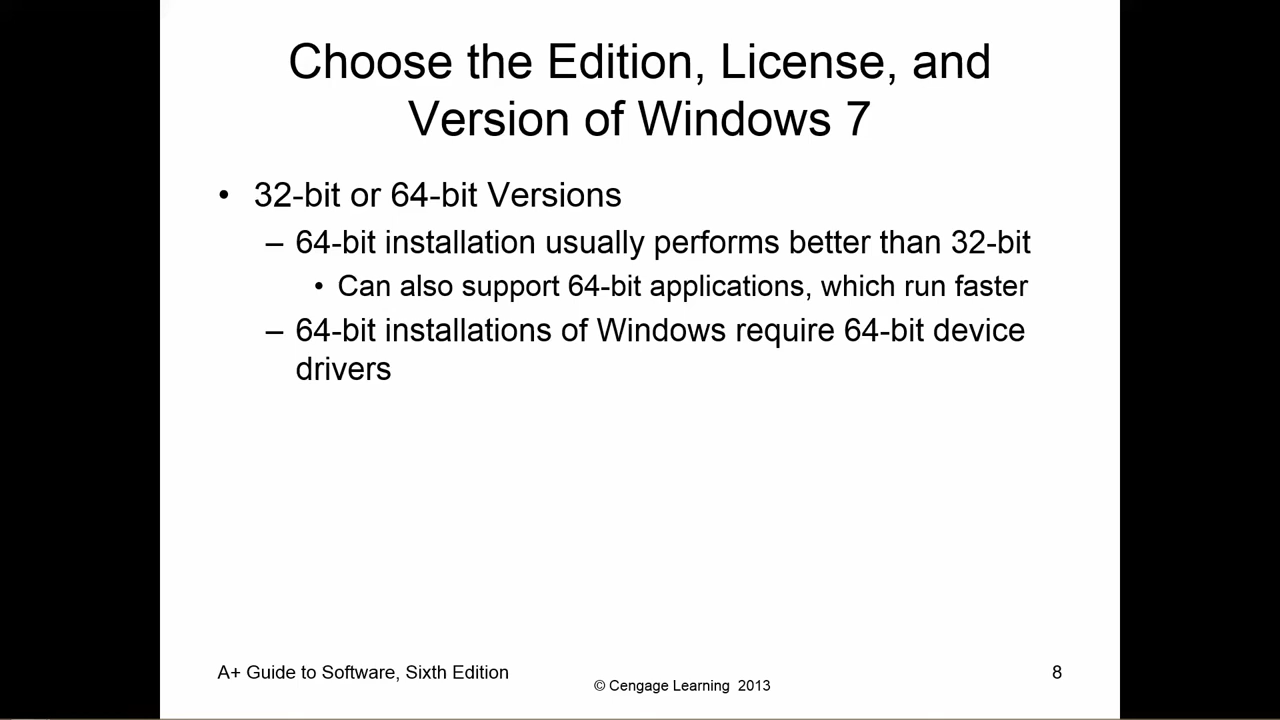 Choose the Edition, License, and
Version of Windows 7
• 32-bit or 64-bit Versions
– 64-bit installation usually performs better than 32-bit
• Can also support 64-bit applications, which run faster
– 64-bit installations of Windows require 64-bit device
drivers
A+ Guide to Software, Sixth Edition
© Cengage Learning 2013
8